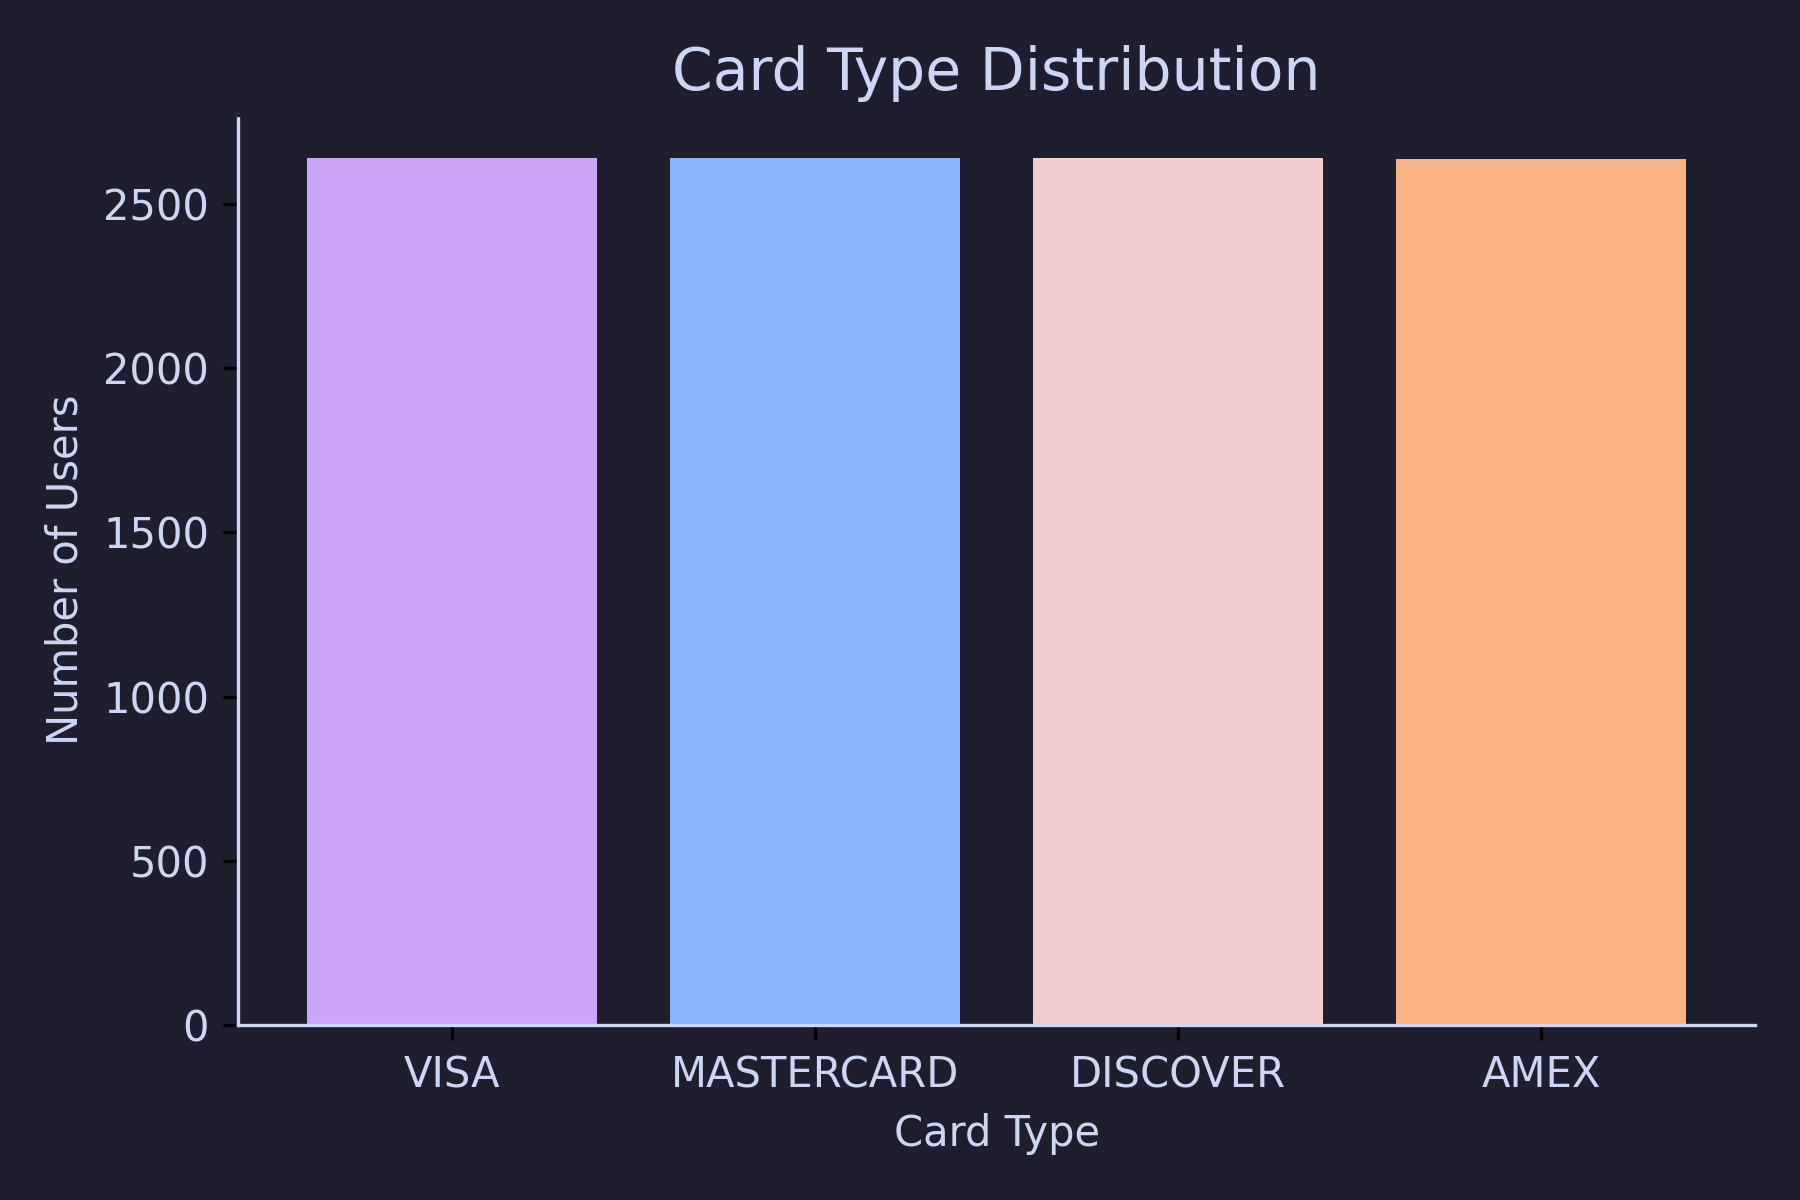 Card Type Distribution
Number of Users
2500
2000
1500
1000
500
0
VISA MASTERCARD DISCOVER AMEX
Card Type